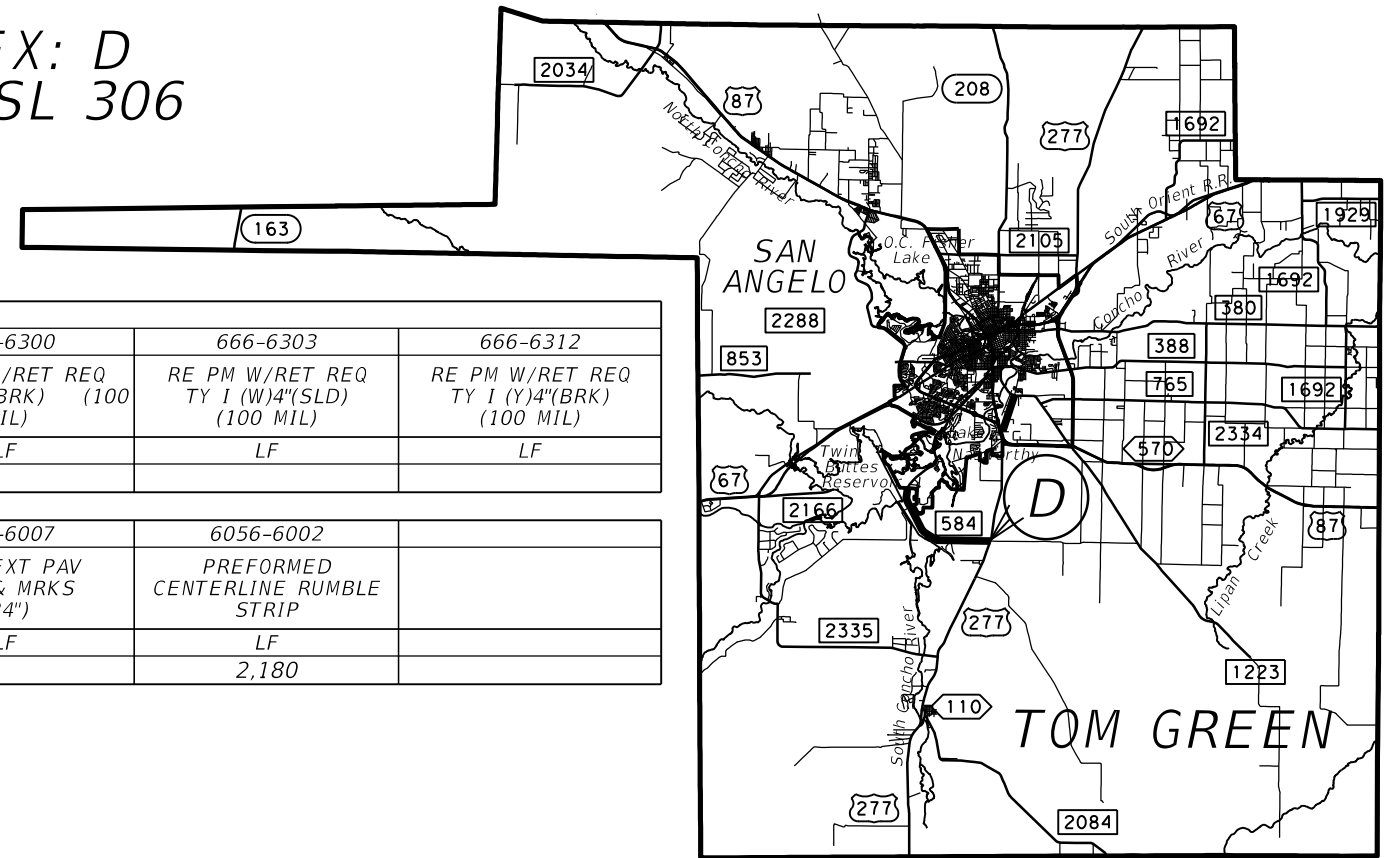 EX: D
SL 306
2034
87
208
277
1692
North Concho River
163
South Orient R.R.
67
1929
O.C. Fisher
Lake
2105
SAN
ANGELO
Concho River
1692
380
2288
388
853
765
1692
2334
Lake
Nasworthy
570
Twin
Buttes
Reservoir
67
2166
584
D
87
Lipan Creek
277
2335
South Concho River
1223
110
TOM GREEN
277
2084
-6300
666-6303
666-6312
W/RET REQ
RE PM W/RET REQ
RE PM W/RET REQ
(BRK) (100
TY I (W)4"(SLD)
TY I (Y)4"(BRK)
MIL)
(100 MIL)
(100 MIL)
LF
LF
LF
-6007
6056-6002
EXT PAV
PREFORMED
& MRKS
CENTERLINE RUMBLE
4")
STRIP
LF
LF
2,180